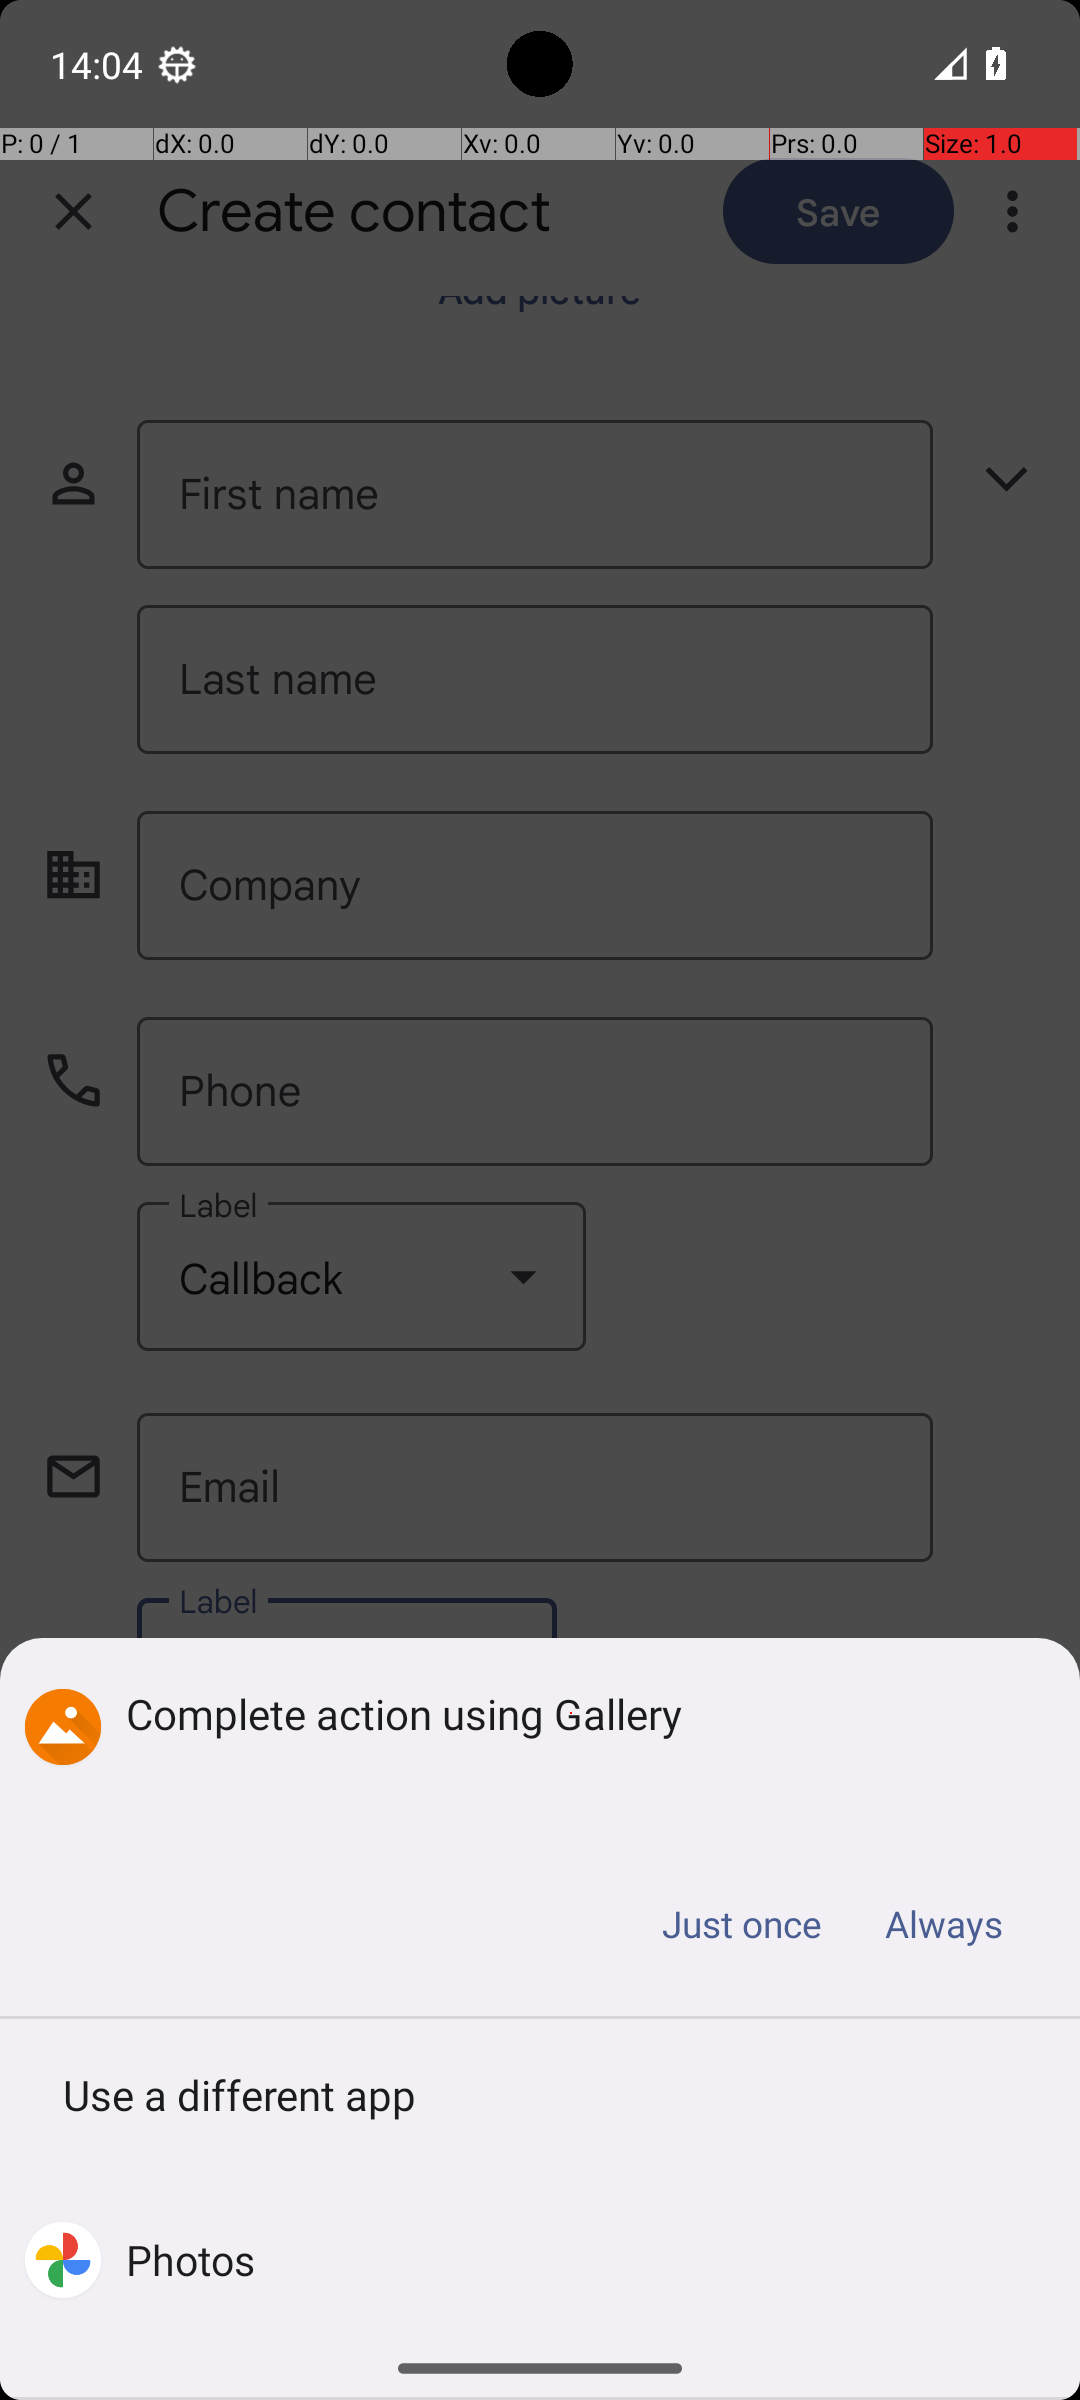 14:04
P: 0 / 1 dX: 0.0 dY: 0.0 Xv: 0.0 Yv: 0.0 Prs: 0.0 Size: 1.0
Create contact Save
Add picture
First name
Last name
Company
Phone
Label
Callback
Email
Label
Complete action using Gallery
Just once Always
Use a different app
Photos